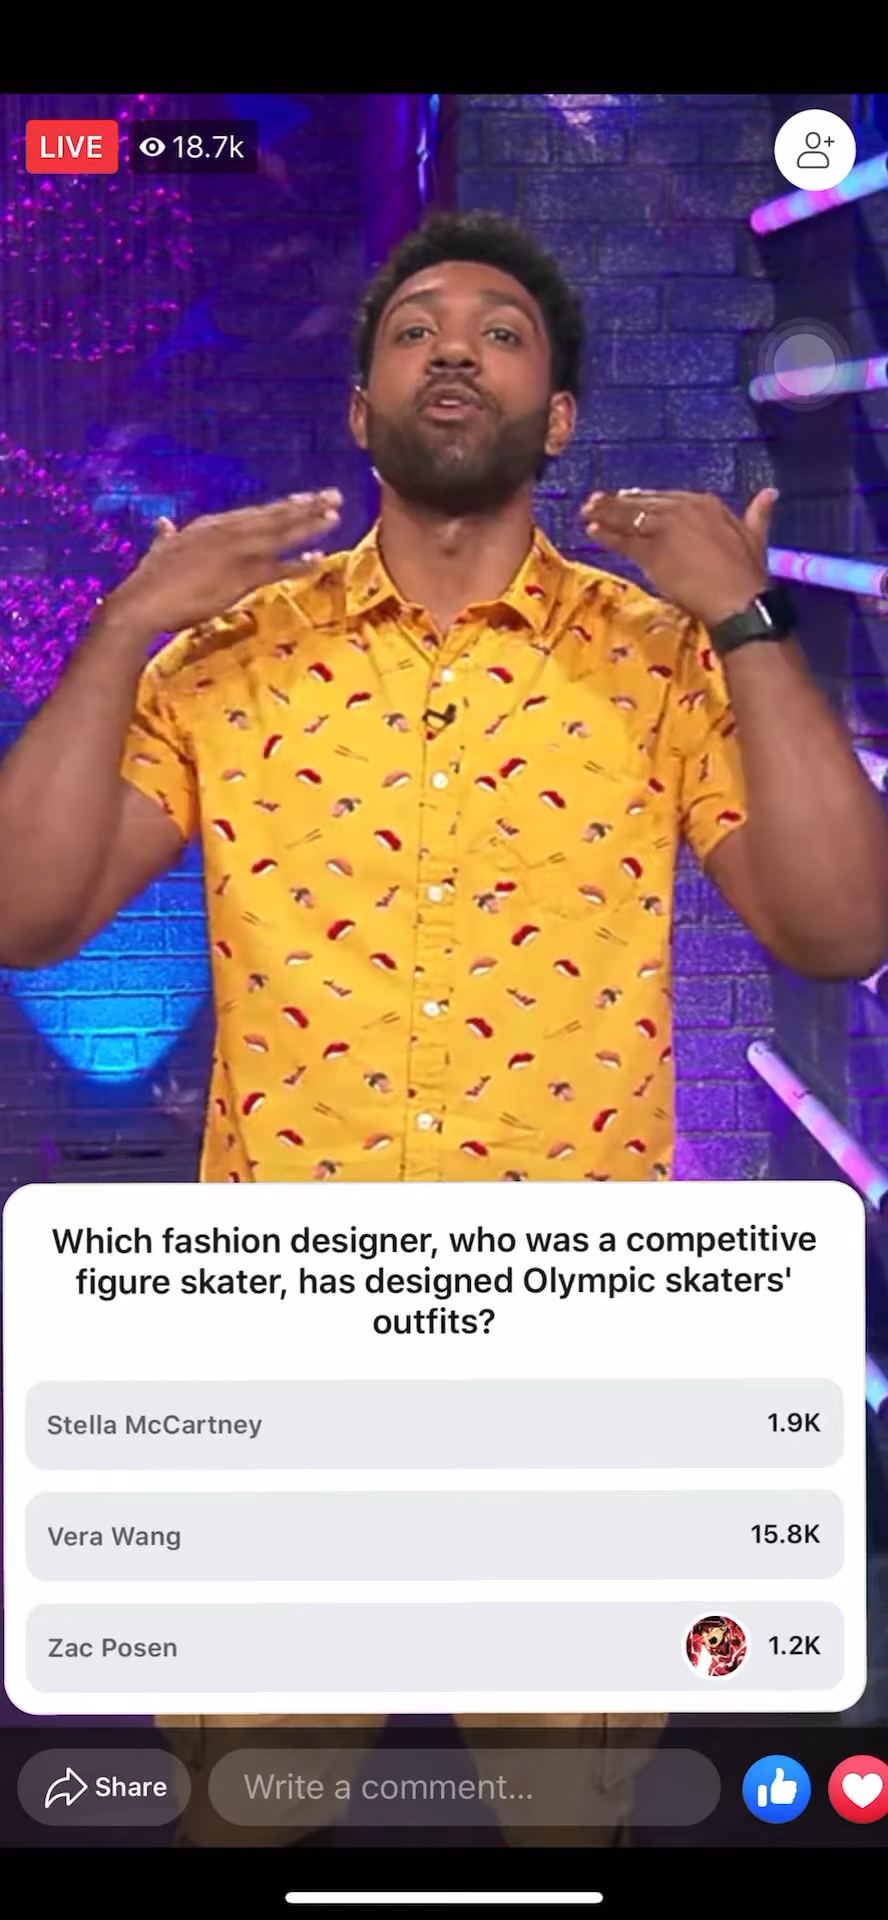 LIVE 18.7k
Which fashion designer, who was a competitive
figure skater, has designed Olympic skaters'
outfits?
Stella McCartney 1.9K
Vera Wang 15.8K
Zac Posen 1.2K
Share Write a comment...